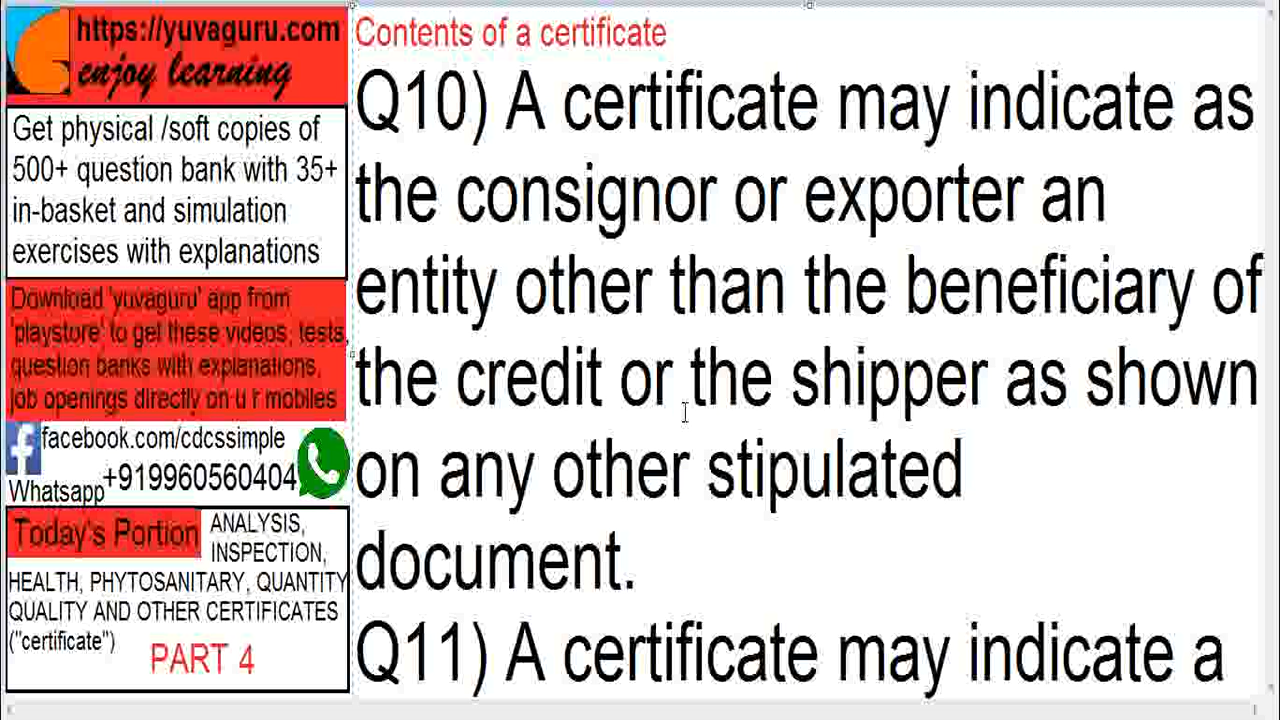 https://yuvaguru.com
enjoy learning
Get physical /soft copies of
500+ question bank with 35+
in-basket and simulation
exercises with explanations
Download 'yuvaguru' app from
'playstore' to get these videos, tests,
question banks with explanations,
job openings directly on u r mobiles
facebook.com/cdcssimple
+919960560404
Whatsapp
Today's Portion
ANALYSIS,
INSPECTION,
HEALTH, PHYTOSANITARY, QUANTITY
QUALITY AND OTHER CERTIFICATES
("certificate")
PART 4
Contents of a certificate
Q10) A certificate may indicate as
the consignor or exporter an
entity other than the beneficiary of
the credit or the shipper as shown
on any other stipulated
document.
Q11) A certificate may indicate a